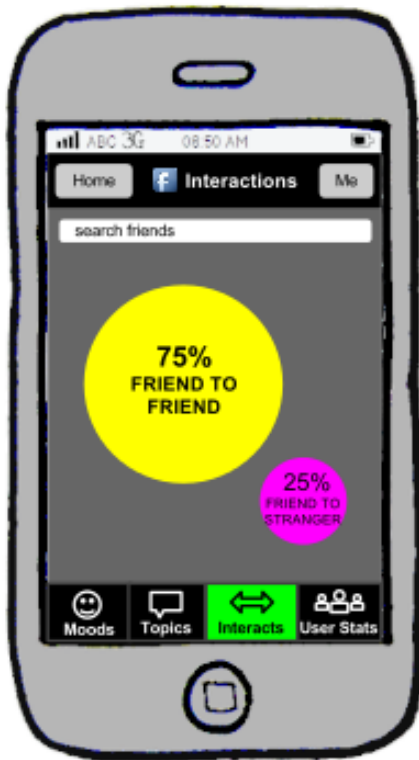 ABC 3G 08:50 AM
Home f Interactions Me
search friends
75%
FRIEND TO
FRIEND
25%
FRIEND TO
STRANGER
Moods Topics Interacts User Stats